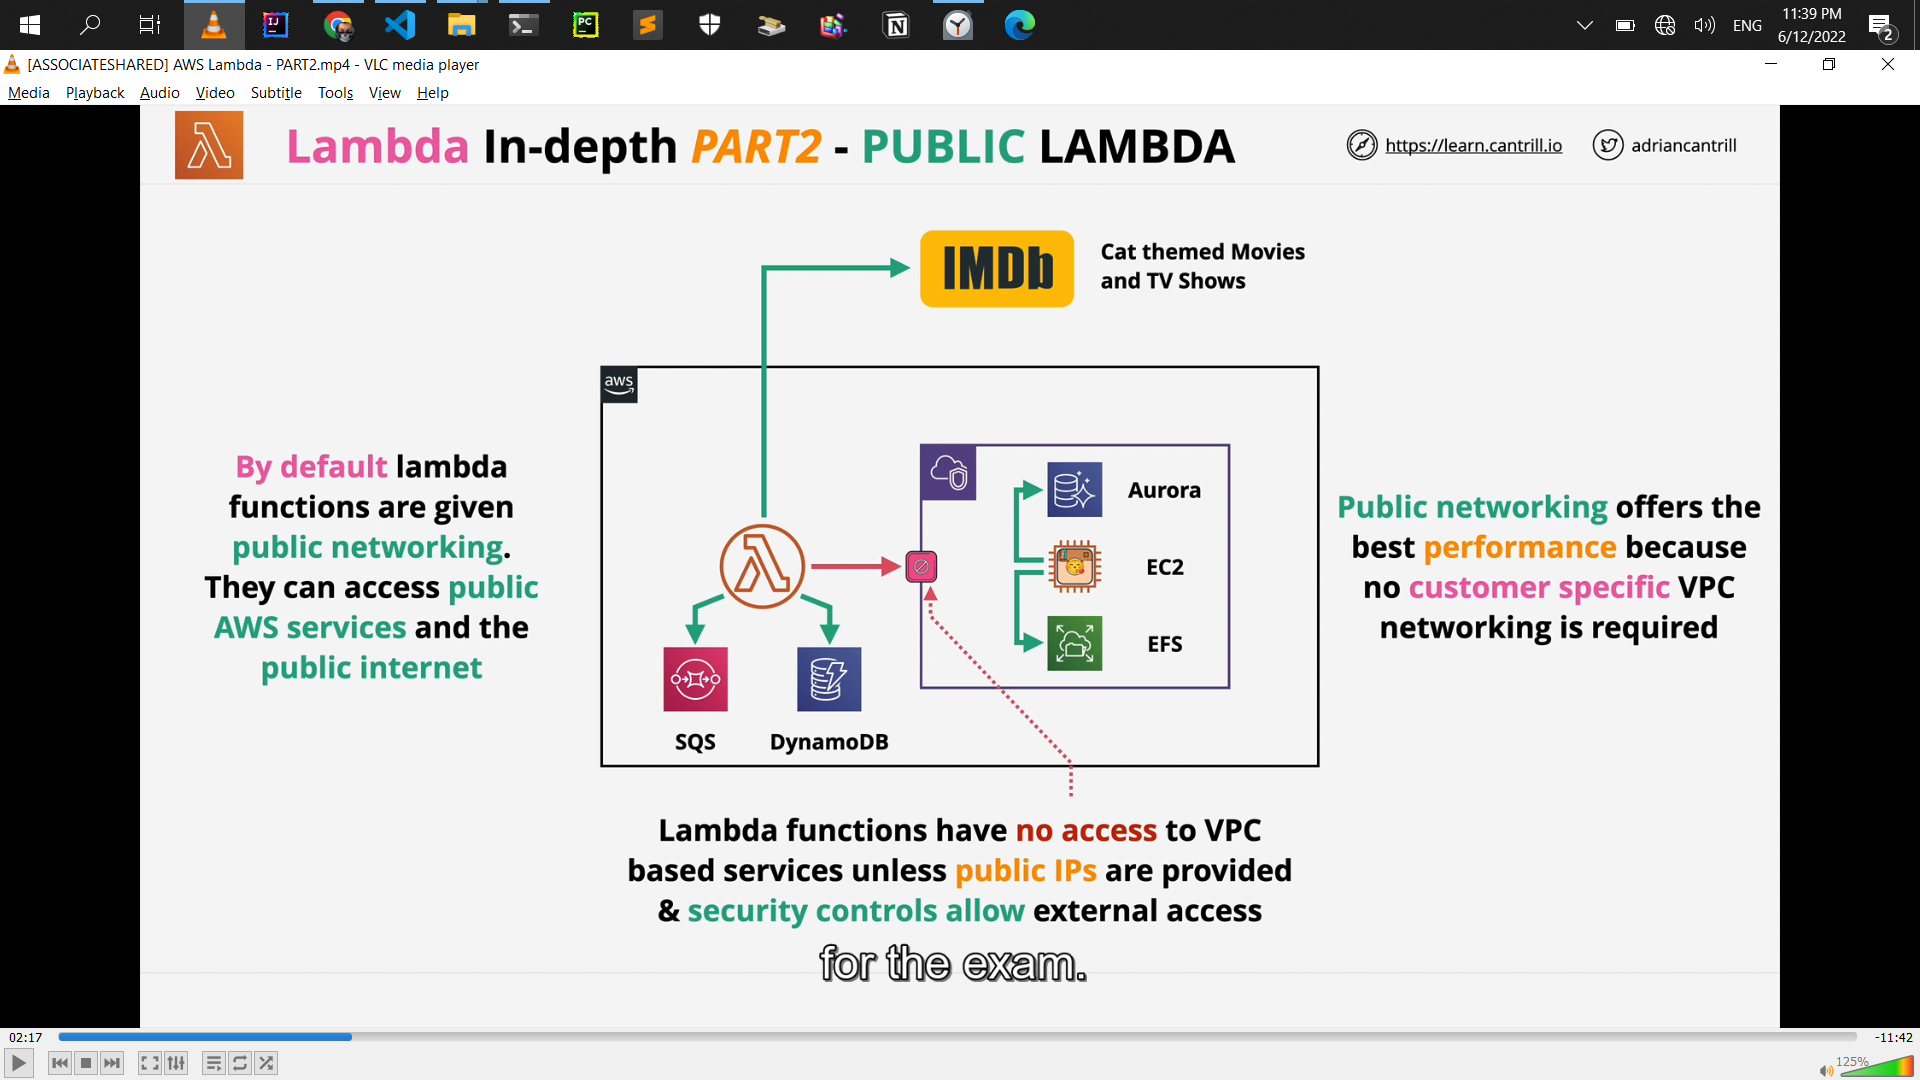 PC
N
ENG
11:39 PM
6/12/2022
2
[ASSOCIATESHARED] AWS Lambda - PART2.mp4 - VLC media player
Media Playback Audio Video Subtitle Tools View Help
Lambda In-depth PART2 - PUBLIC LAMBDA
https://learn.cantrill.io
adriancantrill
IMDb
Cat themed Movies
and TV Shows
aws
By default lambda
functions are given
public networking.
They can access public
AWS services and the
public internet
Aurora
EC2
EFS
SQS
DynamoDB
Public networking offers the
best performance because
no customer specific VPC
networking is required
Lambda functions have no access to VPC
based services unless public IPs are provided
& security controls allow external access
for the exam.
02:17
-11:42
125%